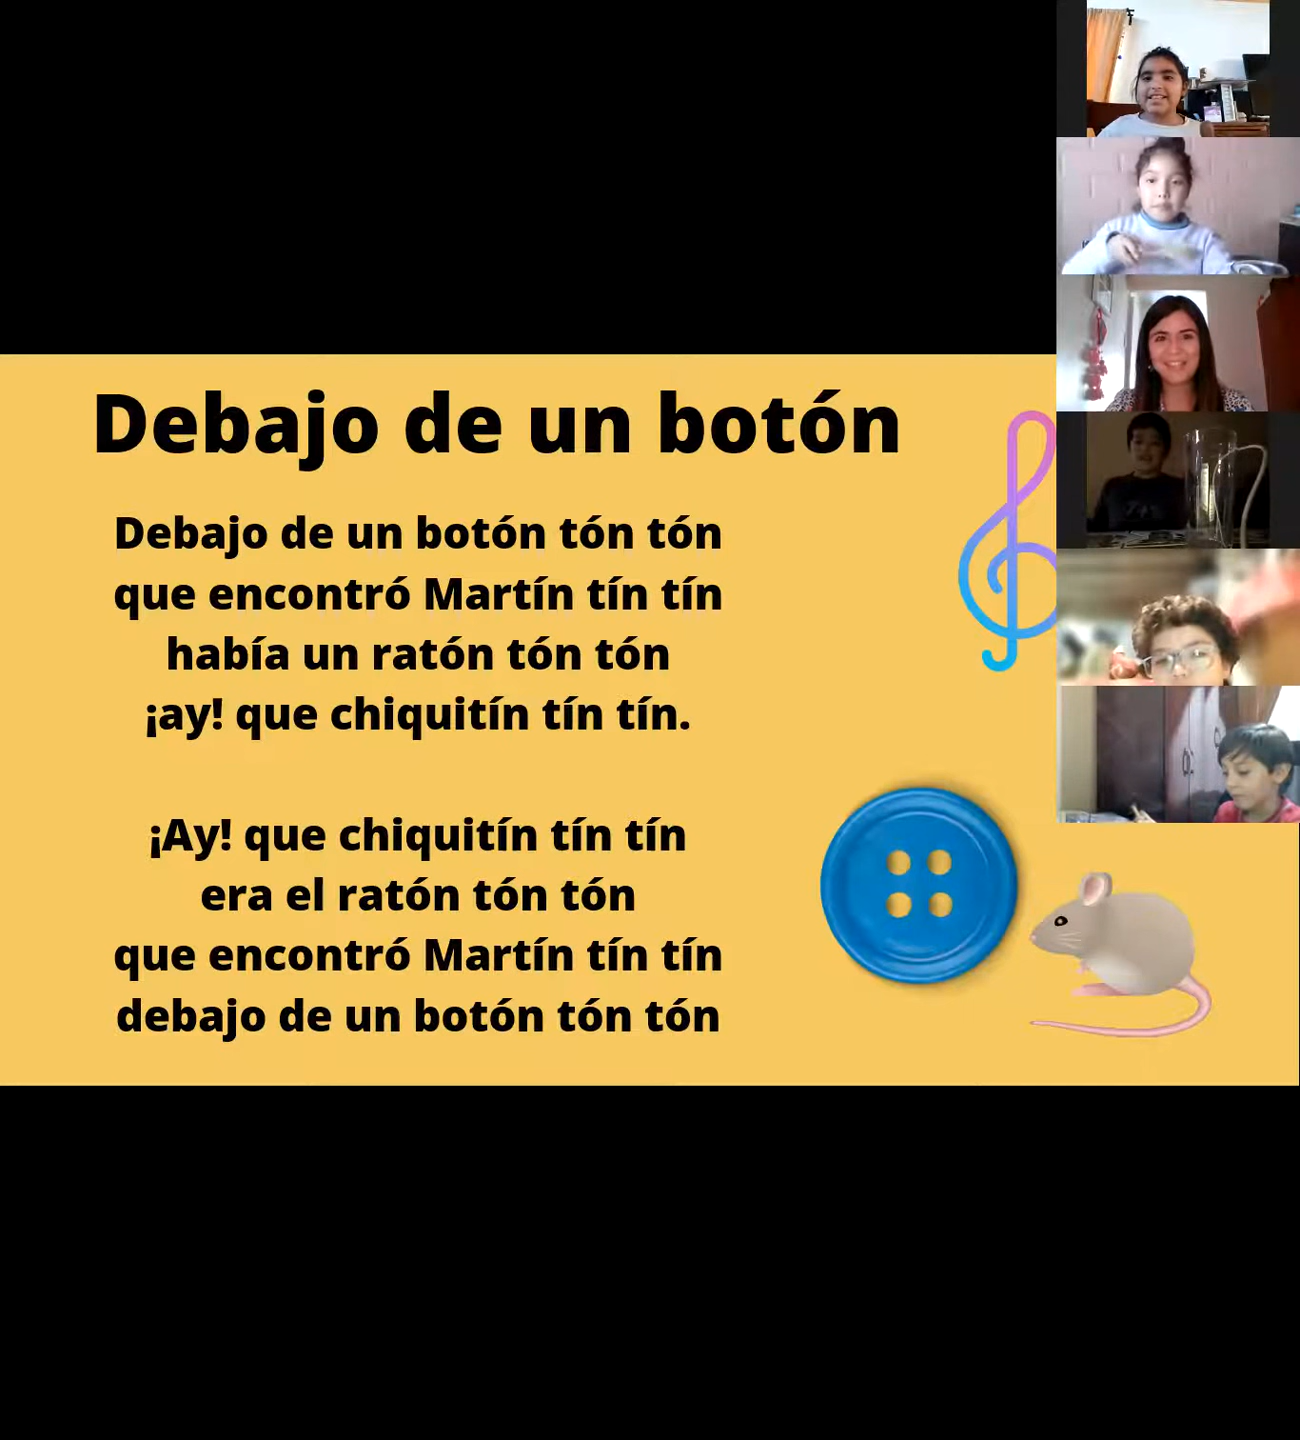 Debajo de un botón
Debajo de un botón tón tón
que encontró Martín tín tín
había un ratón tón tón
¡ay! que chiquitín tín tín.
¡Ay! que chiquitín tín tín
era el ratón tón tón
que encontró Martín tín tín
debajo de un botón tón tón